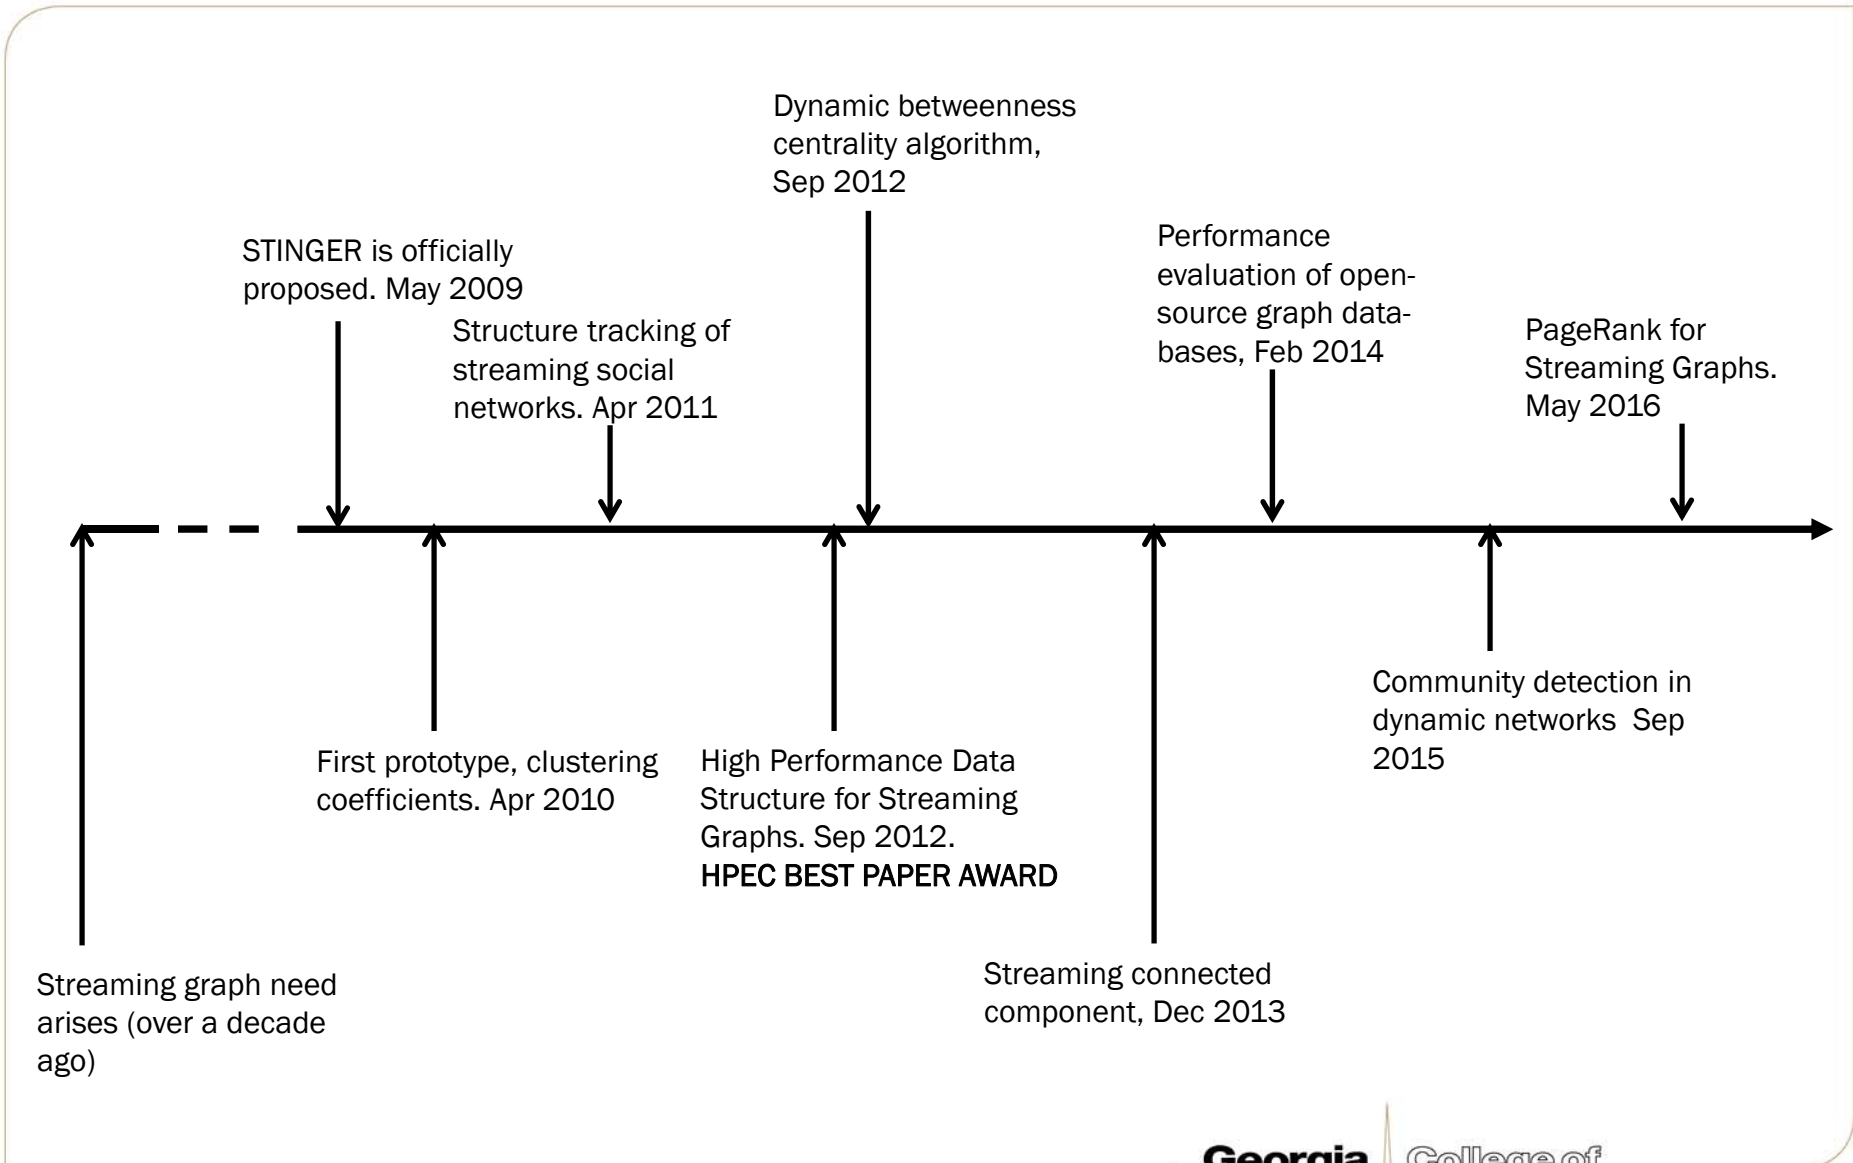 Dynamic betweenness
centrality algorithm,
Sep 2012
STINGER is officially
proposed. May 2009
Structure tracking of
streaming social
networks. Apr 2011
Performance
evaluation of open-
source graph data-
bases, Feb 2014
PageRank for
Streaming Graphs.
May 2016
First prototype, clustering
coefficients. Apr 2010
High Performance Data
Structure for Streaming
Graphs. Sep 2012.
HPEC BEST PAPER AWARD
Community detection in
dynamic networks  Sep
2015
Streaming graph need
arises (over a decade
ago)
Streaming connected
component, Dec 2013
Georgia
College of